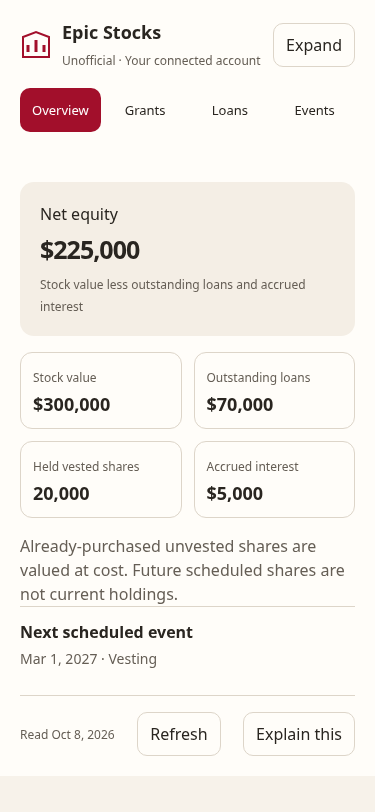 Epic Stocks
Unofficial · Your connected account
Expand
Overview
Grants
Loans
Events
Net equity
$225,000
Stock value less outstanding loans and accrued
interest
Stock value
$300,000
Outstanding loans
$70,000
Held vested shares
20,000
Accrued interest
$5,000
Already-purchased unvested shares are
valued at cost. Future scheduled shares are
not current holdings.
Next scheduled event
Mar 1, 2027 · Vesting
Read Oct 8, 2026
Refresh
Explain this